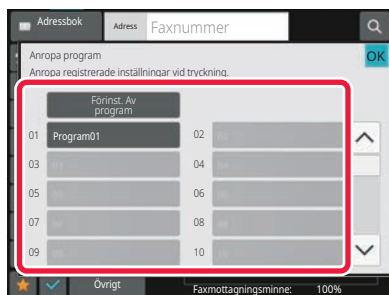 Adressbok
Adress
Faxnummer
Anropa program
OK
Anropa registrerade inställningar vid tryckning.
Förinst. Av
program
01 Program01
02
03
04
05
06
07
08
09
10
Övrigt
Faxmottagningsminne: 100%